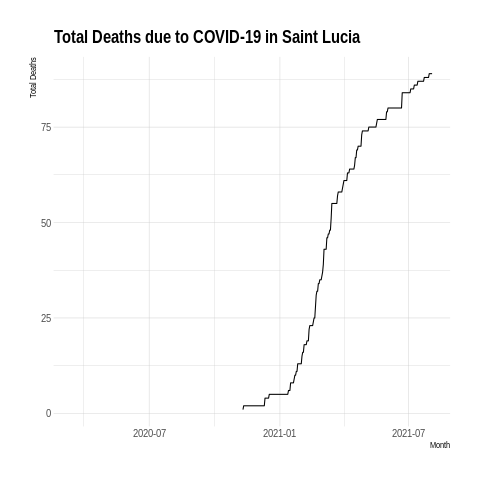 Total Deaths due to COVID-19 in Saint Lucia
Total Deaths
75
50
25
0
2020-07
2021-01
2021-07
Month